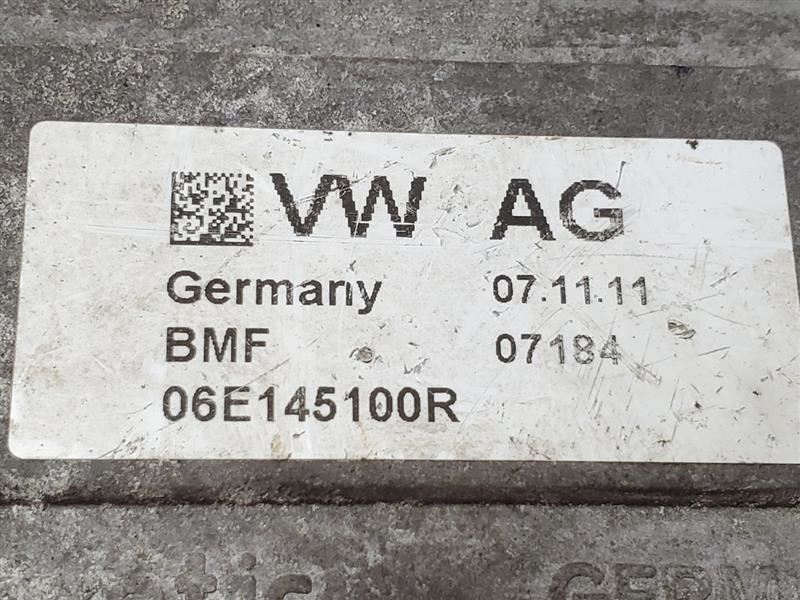 VW AG
Germany 07.11.11
BMF 07184
06E145100R